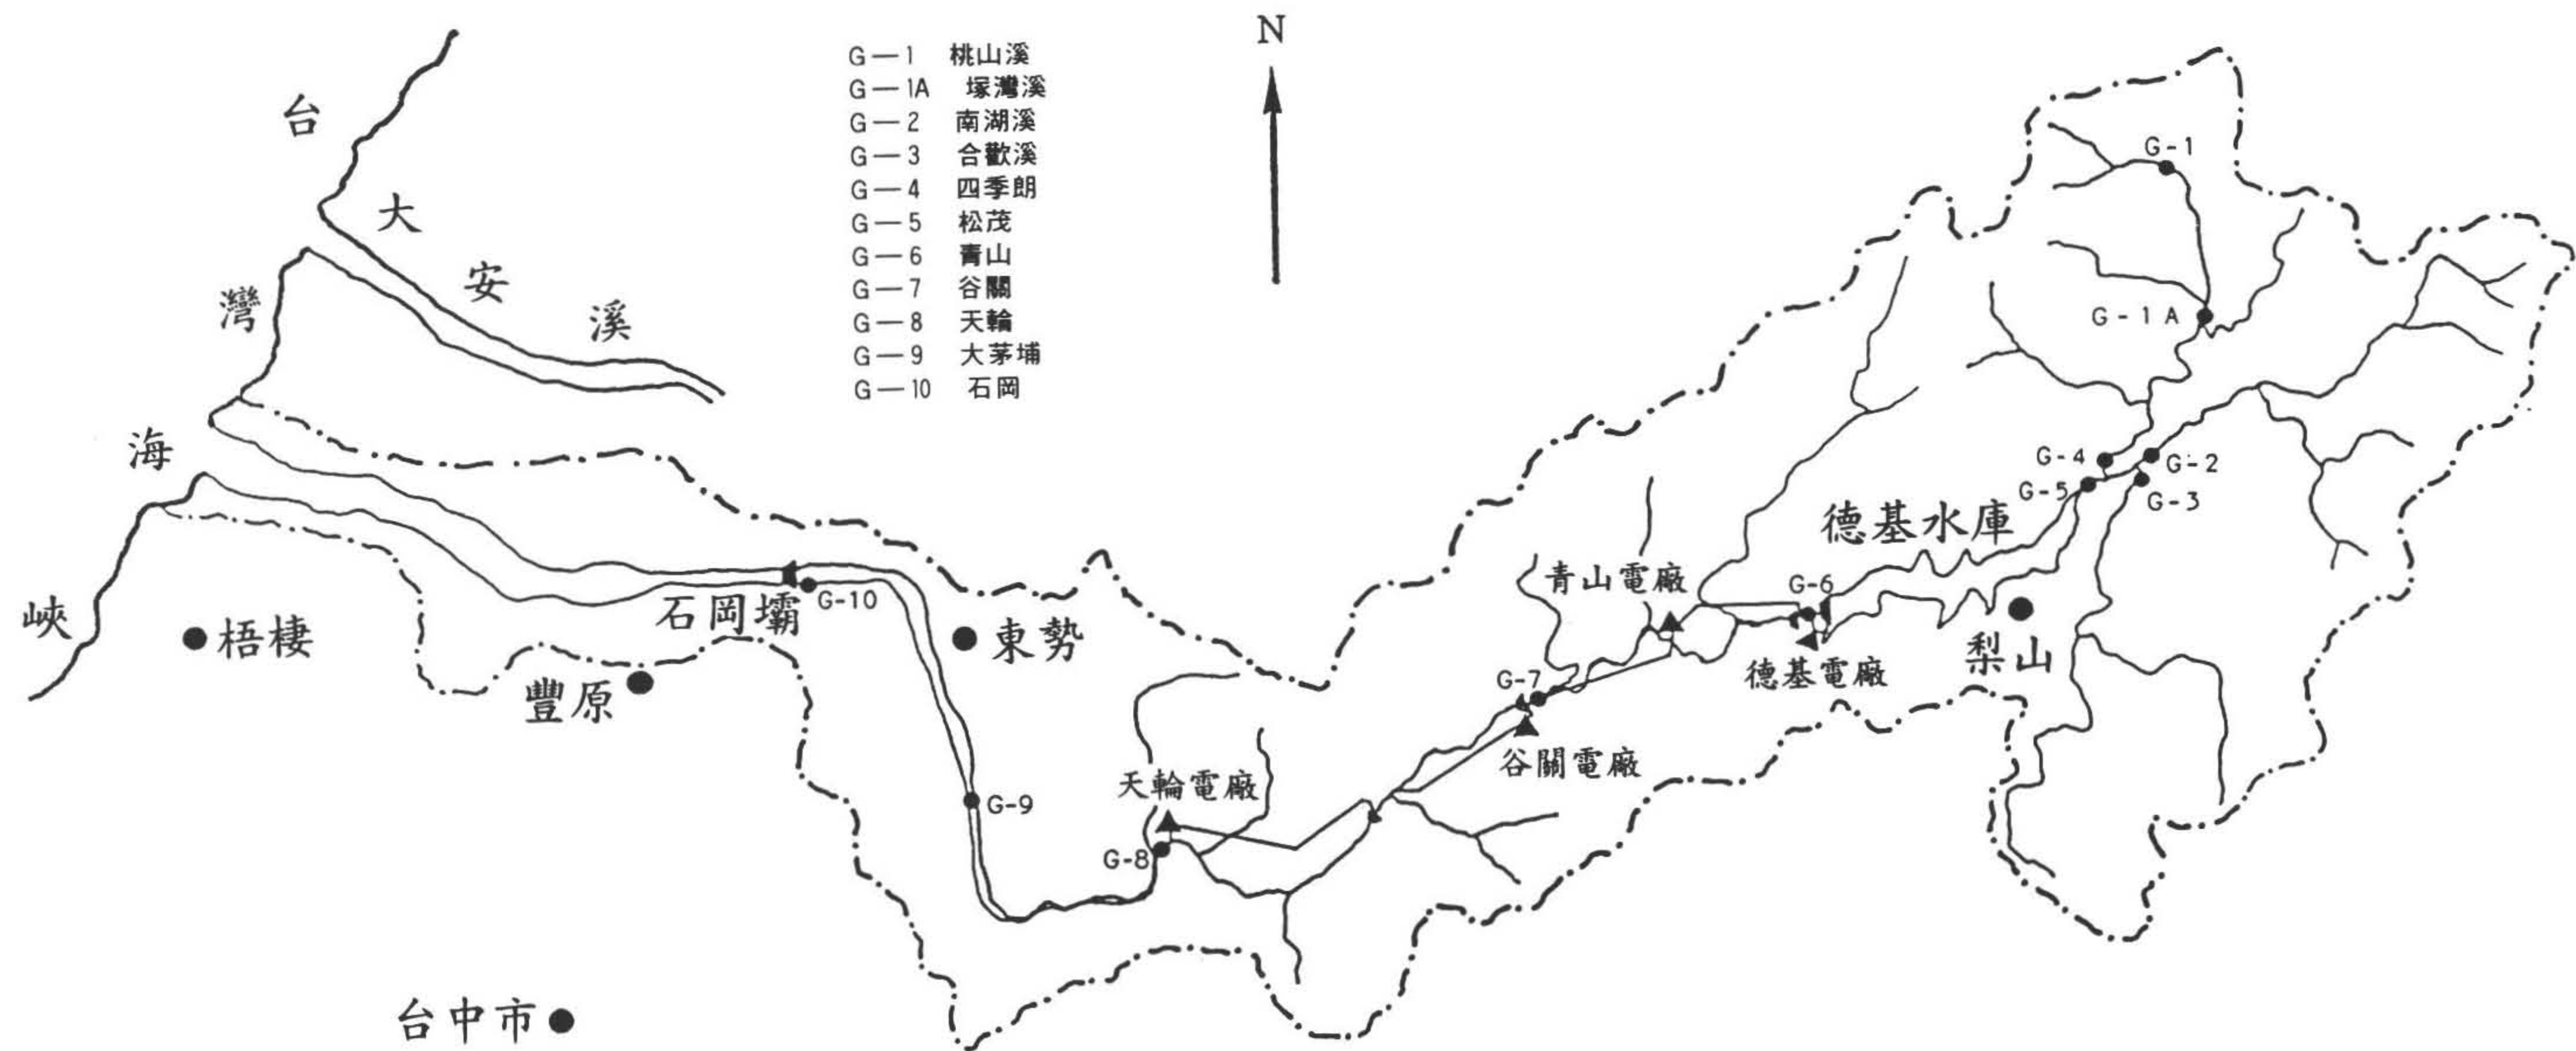 N
G—1 桃山溪
G—1A 塚灣溪
G—2 南湖溪
G—3 合歡溪
G—4 四季朗
G—5 松茂
G—6 青山
G—7 谷關
G—8 天輪
G—9 大茅埔
G—10 石岡
台灣海峽
大安溪
G-1
G-1A
G-4
G-2
G-5
G-3
德基水庫
青山電廠
G-6
石岡壩
G-10
梧棲
東勢
梨山
德基電廠
豐原
G-7
谷關電廠
天輪電廠
G-9
G-8
台中市